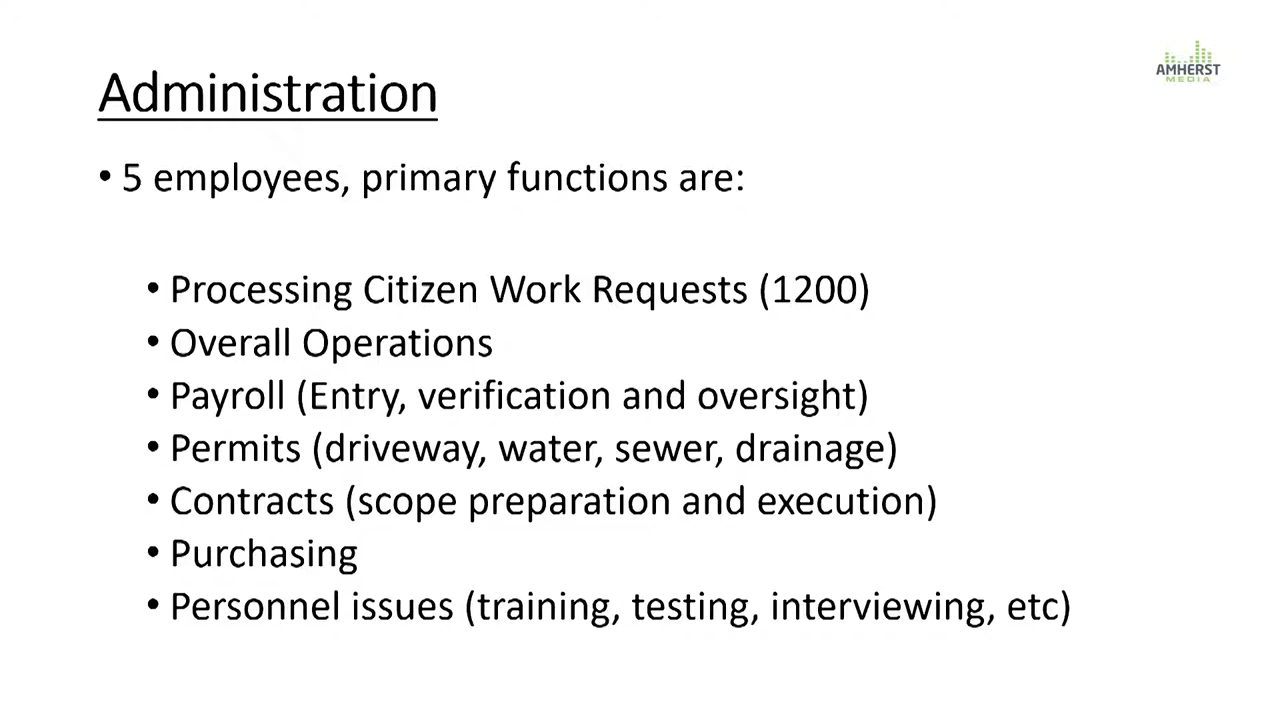 AMHERST
MEDIA
Administration
• 5 employees, primary functions are:
• Processing Citizen Work Requests (1200)
• Overall Operations
• Payroll (Entry, verification and oversight)
• Permits (driveway, water, sewer, drainage)
• Contracts (scope preparation and execution)
• Purchasing
• Personnel issues (training, testing, interviewing, etc)